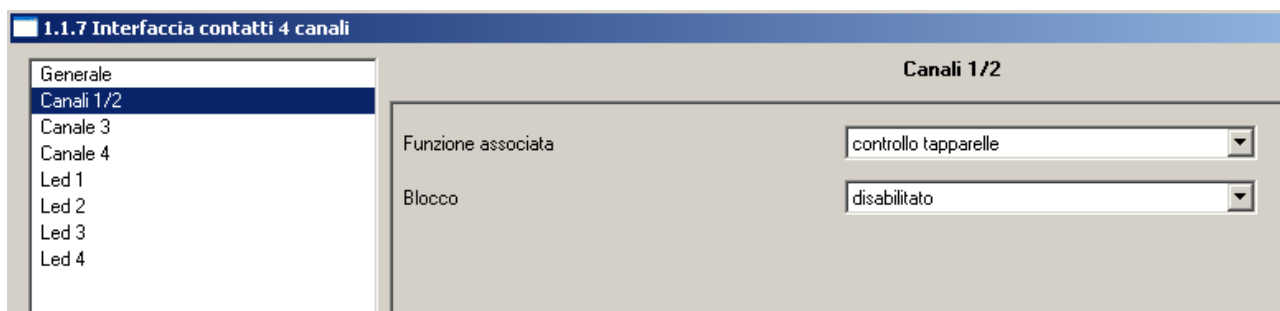 1.1.7 Interfaccia contatti 4 canali
Generale
Canali 1/2
Canale 3
Canale 4
Led 1
Led 2
Led 3
Led 4
Canali 1/2
Funzione associata controllo tapparelle
Blocco disabilitato